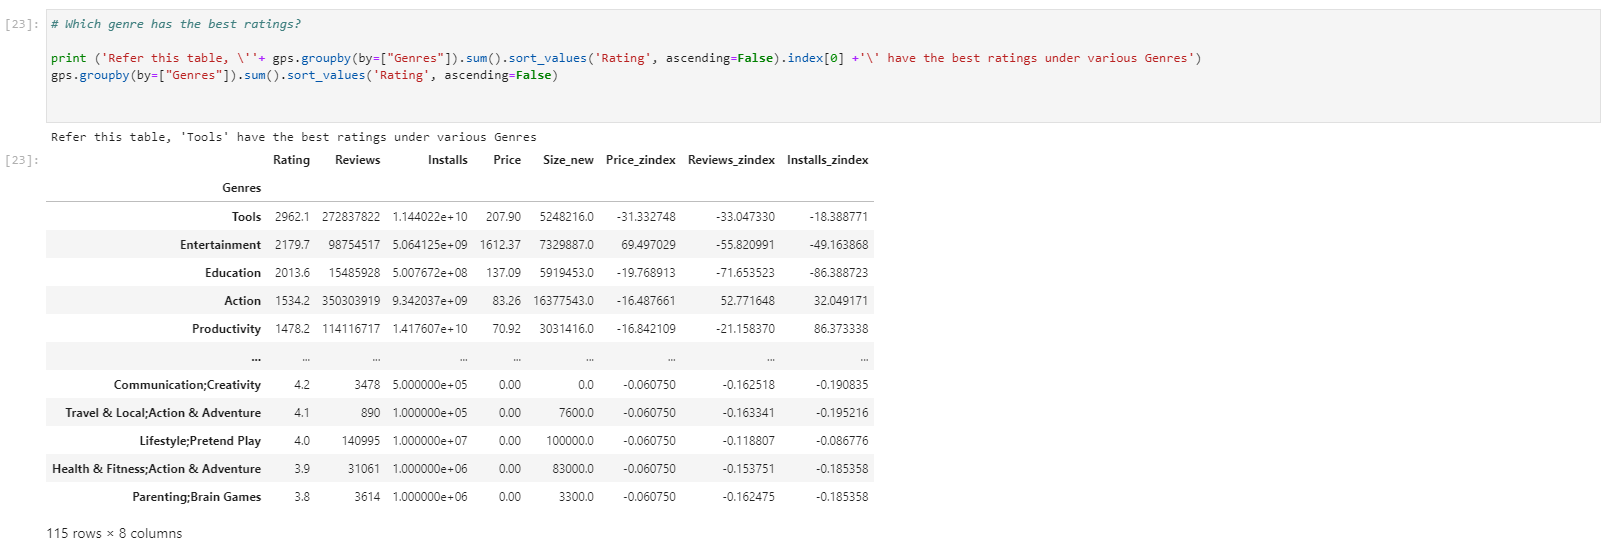 [23]: # Which genre has the best ratings?
print ('Refer this table, \''+ gps.groupby(by=["Genres"]).sum().sort_values('Rating', ascending=False).index[0] +'\' have the best ratings under various Genres')
gps.groupby(by=["Genres"]).sum().sort_values('Rating', ascending=False)
Refer this table, 'Tools' have the best ratings under various Genres
[23]: Rating Reviews Installs Price Size_new Price_zindex Reviews_zindex Installs_zindex
Genres
Tools 2962.1 272837822 1.144022e+10 207.90 5248216.0 -31.332748 -33.047330 -18.388771
Entertainment 2179.7 98754517 5.064125e+09 1612.37 7329887.0 69.497029 -55.820991 -49.163868
Education 2013.6 15485928 5.007672e+08 137.09 5919453.0 -19.768913 -71.653523 -86.388723
Action 1534.2 350303919 9.342037e+09 83.26 16377543.0 -16.487661 52.771648 32.049171
Productivity 1478.2 114116717 1.417607e+10 70.92 3031416.0 -16.842109 -21.158370 86.373338
... ... ... ... ... ... ... ... ...
Communication;Creativity 4.2 3478 5.000000e+05 0.00 0.0 -0.060750 -0.162518 -0.190835
Travel & Local;Action & Adventure 4.1 890 1.000000e+05 0.00 7600.0 -0.060750 -0.163341 -0.195216
Lifestyle;Pretend Play 4.0 140995 1.000000e+07 0.00 100000.0 -0.060750 -0.118807 -0.086776
Health & Fitness;Action & Adventure 3.9 31061 1.000000e+06 0.00 83000.0 -0.060750 -0.153751 -0.185358
Parenting;Brain Games 3.8 3614 1.000000e+06 0.00 3300.0 -0.060750 -0.162475 -0.185358
115 rows × 8 columns